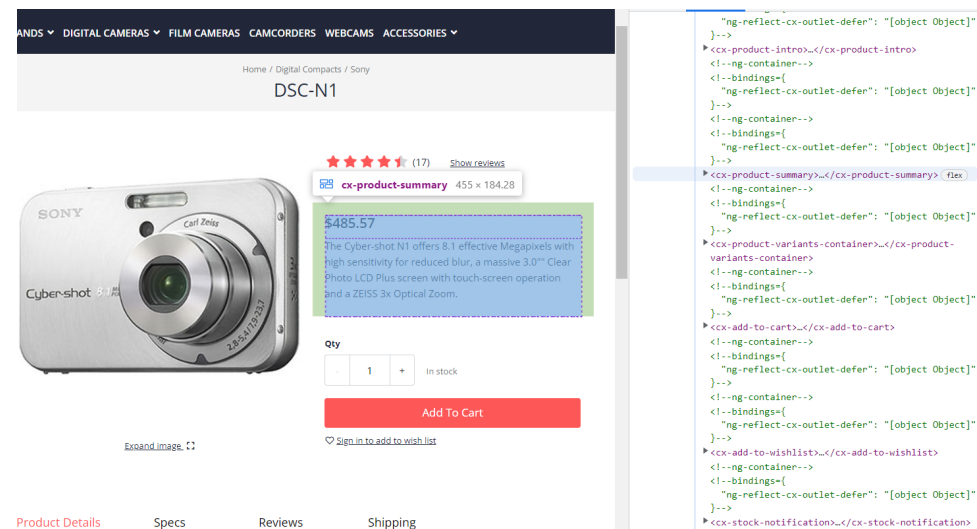 ANDS DIGITAL CAMERAS FILM CAMERAS CAMCORDERS WEBCAMS ACCESSORIES
Home / Digital Compacts / Sony
DSC-N1
(17) Show reviews
cx-product-summary 455 × 184.28
$485.57
The Cyber-shot N1 offers 8.1 effective Megapixels with
high sensitivity for reduced blur, a massive 3.0"" Clear
Photo LCD Plus screen with touch-screen operation
and a ZEISS 3x Optical Zoom.
SONY
Carl Zeiss
Cyber-shot 8.1
2,8-5,4/7,9-23,7
Qty
- 1 + In stock
Add To Cart
Sign in to add to wish list
Expand image
Product Details Specs Reviews Shipping
"ng-reflect-cx-outlet-defer": "[object Object]"
}-->
<cx-product-intro>…</cx-product-intro>
<!--ng-container-->
<!--bindings={
"ng-reflect-cx-outlet-defer": "[object Object]"
}-->
<!--ng-container-->
<!--bindings={
"ng-reflect-cx-outlet-defer": "[object Object]"
}-->
<cx-product-summary>…</cx-product-summary> flex
<!--ng-container-->
<!--bindings={
"ng-reflect-cx-outlet-defer": "[object Object]"
}-->
<cx-product-variants-container>…</cx-product-
variants-container>
<!--ng-container-->
<!--bindings={
"ng-reflect-cx-outlet-defer": "[object Object]"
}-->
<cx-add-to-cart>…</cx-add-to-cart>
<!--ng-container-->
<!--bindings={
"ng-reflect-cx-outlet-defer": "[object Object]"
}-->
<!--ng-container-->
<!--bindings={
"ng-reflect-cx-outlet-defer": "[object Object]"
}-->
<cx-add-to-wishlist>…</cx-add-to-wishlist>
<!--ng-container-->
<!--bindings={
"ng-reflect-cx-outlet-defer": "[object Object]"
}-->
<cx-stock-notification>…</cx-stock-notification>